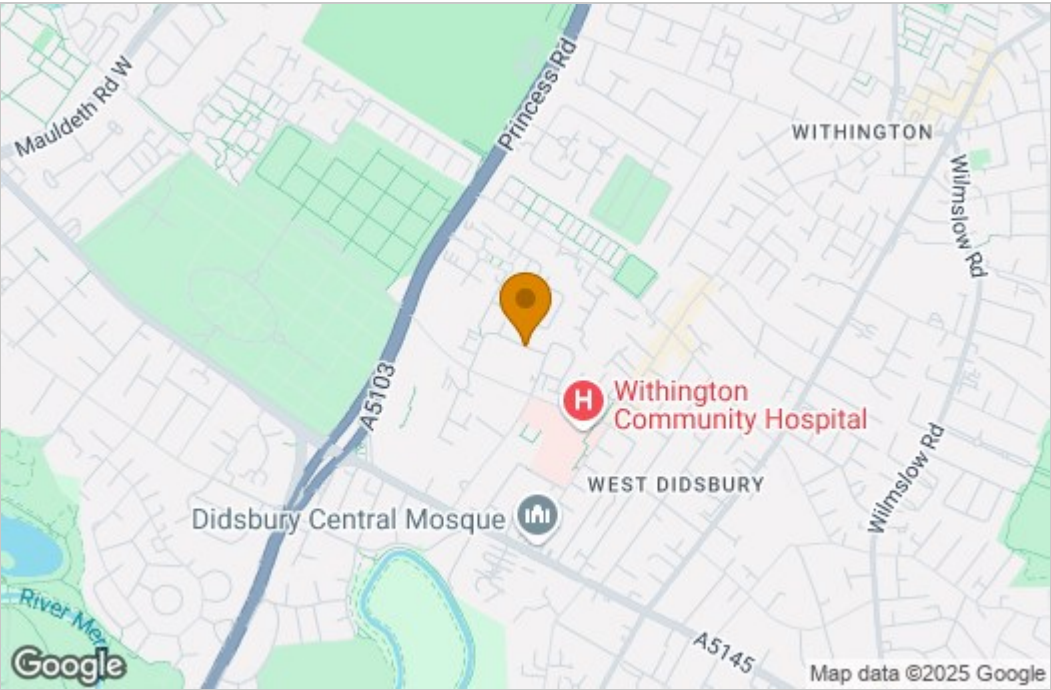 Mauldeth Rd W
Princess Rd
WITHINGTON
Wilmslow Rd
A5103
H
Withington
Community Hospital
WEST DIDSBURY
Wilmslow Rd
Didsbury Central Mosque
River Mer
A5145
Google
Map data ©2025 Google